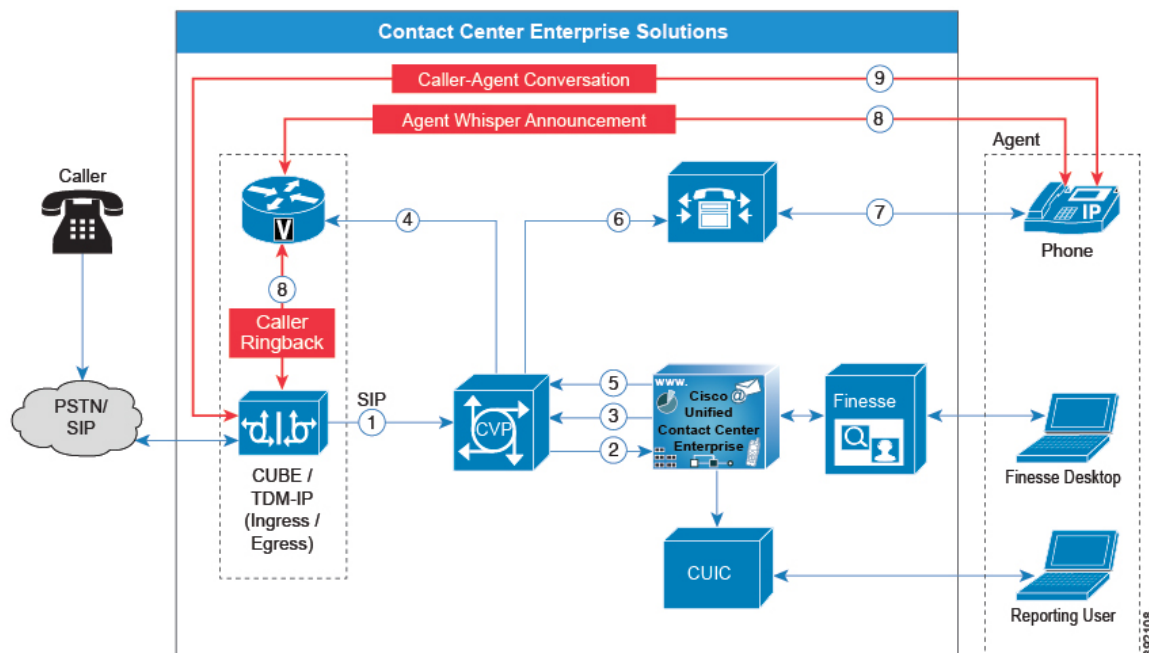 Contact Center Enterprise Solutions
Caller-Agent Conversation
9
Agent Whisper Announcement
8
Agent
Caller
V
4
6
7
IP
Phone
8
Caller
Ringback
PSTN/
SIP
SIP
1
CVP
5
3
2
www.
Cisco
@
Unified
Contact Center
Enterprise
Finesse
CUBE /
TDM-IP
(Ingress /
Egress)
Finesse Desktop
CUIC
Reporting User